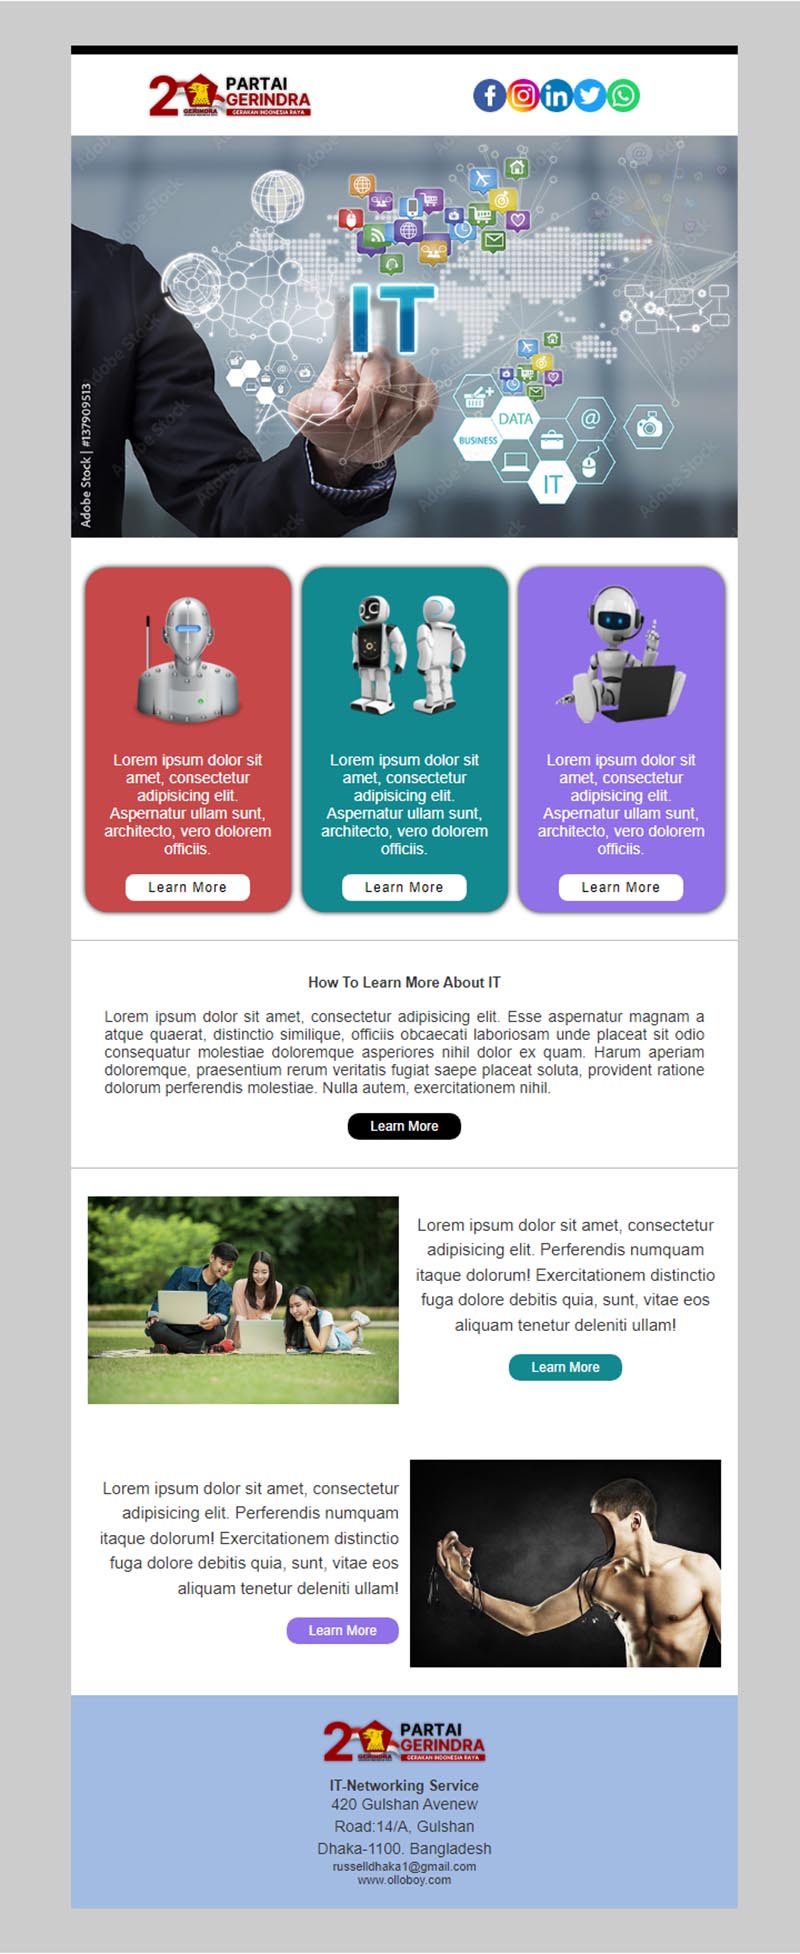 20 PARTAI
GERINDRA
GERINDRA
GERAKAN INDONESIA RAYA
IT
DATA
@
BUSINESS
IT
Adobe Stock | #137909513
Adobe Stock
Lorem ipsum dolor sit
amet, consectetur
adipisicing elit.
Aspernatur ullam sunt,
architecto, vero dolorem
officiis.
Learn More
Lorem ipsum dolor sit
amet, consectetur
adipisicing elit.
Aspernatur ullam sunt,
architecto, vero dolorem
officiis.
Learn More
Lorem ipsum dolor sit
amet, consectetur
adipisicing elit.
Aspernatur ullam sunt,
architecto, vero dolorem
officiis.
Learn More
How To Learn More About IT
Lorem ipsum dolor sit amet, consectetur adipisicing elit. Esse aspernatur magnam a
atque quaerat, distinctio similique, officiis obcaecati laboriosam unde placeat sit odio
consequatur molestiae doloremque asperiores nihil dolor ex quam. Harum aperiam
doloremque, praesentium rerum veritatis fugiat saepe placeat soluta, provident ratione
dolorum perferendis molestiae. Nulla autem, exercitationem nihil.
Learn More
Lorem ipsum dolor sit amet, consectetur
adipisicing elit. Perferendis numquam
itaque dolorum! Exercitationem distinctio
fuga dolore debitis quia, sunt, vitae eos
aliquam tenetur deleniti ullam!
Learn More
Lorem ipsum dolor sit amet, consectetur
adipisicing elit. Perferendis numquam
itaque dolorum! Exercitationem distinctio
fuga dolore debitis quia, sunt, vitae eos
aliquam tenetur deleniti ullam!
Learn More
20 PARTAI
GERINDRA
GERINDRA
GERAKAN INDONESIA RAYA
IT-Networking Service
420 Gulshan Avenew
Road:14/A, Gulshan
Dhaka-1100. Bangladesh
russelldhaka1@gmail.com
www.olloboy.com